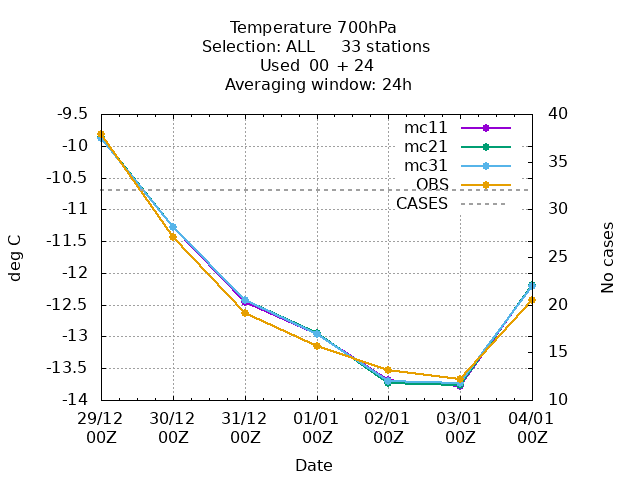 Temperature 700hPa
Selection: ALL 33 stations
Used 00 + 24
Averaging window: 24h
-9.5
-10
-10.5
-11
-11.5
-12
-12.5
-13
-13.5
-14
deg C
mc11
mc21
mc31
OBS
CASES
40
35
30
25
20
15
10
No cases
29/12 30/12 31/12 01/01 02/01 03/01 04/01
00Z 00Z 00Z 00Z 00Z 00Z 00Z
Date